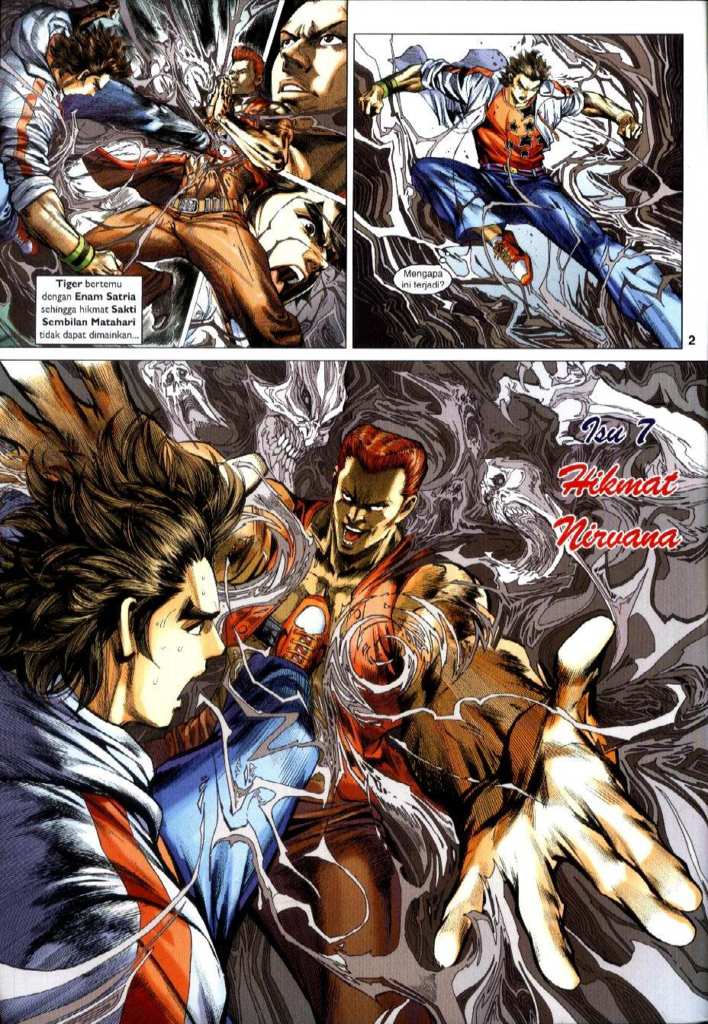 Tiger bertemu
dengan Enam Satria
sehingga hikmat Sakti
Sembilan Matahari
tidak dapat dimainkan...
Mengapa
ini terjadi?
2
Isu 7
Hikmat
Nirvana